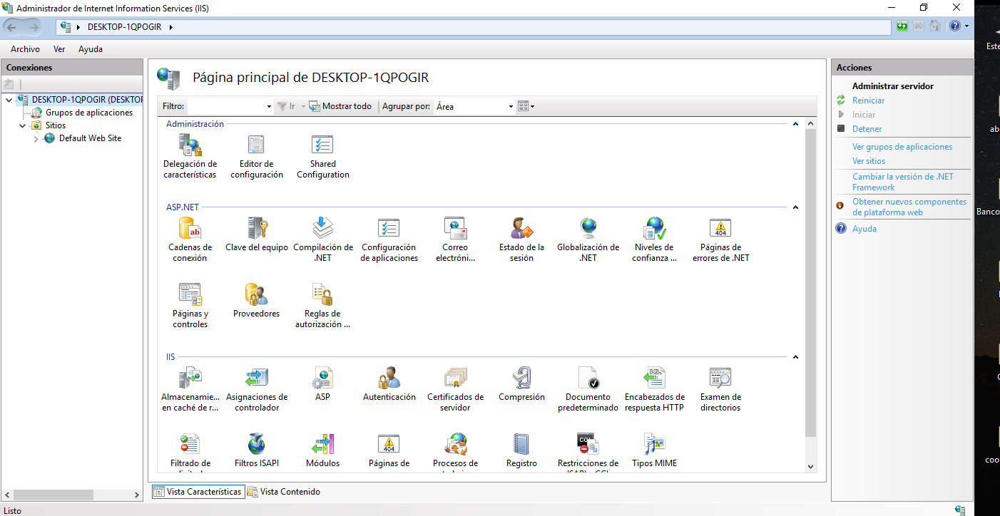 Administrador de Internet Information Services (IIS)
DESKTOP-1QPOGIR
Archivo Ver Ayuda
Conexiones
DESKTOP-1QPOGIR (DESKTOP
Grupos de aplicaciones
Sitios
Default Web Site
Página principal de DESKTOP-1QPOGIR
Filtro: Ir Mostrar todo Agrupar por: Área
Administración
Delegación de características
Editor de configuración
Shared Configuration
ASP.NET
Cadenas de conexión
Clave del equipo
Compilación de .NET
Configuración de aplicaciones
Correo electróni...
Estado de la sesión
Globalización de .NET
Niveles de confianza ...
Páginas de errores de .NET
Páginas y controles
Proveedores
Reglas de autorización ...
IIS
Almacenamie... en caché de r...
Asignaciones de controlador
ASP
Autenticación
Certificados de servidor
Compresión
Documento predeterminado
Encabezados de respuesta HTTP
Examen de directorios
Filtrado de
Filtros ISAPI
Módulos
Páginas de
Procesos de
Registro
Restricciones de
Tipos MIME
Vista Características
Vista Contenido
Listo
Acciones
Administrar servidor
Reiniciar
Iniciar
Detener
Ver grupos de aplicaciones
Ver sitios
Cambiar la versión de .NET
Framework
Obtener nuevos componentes
de plataforma web
Ayuda
Este
ab
Banco
coo